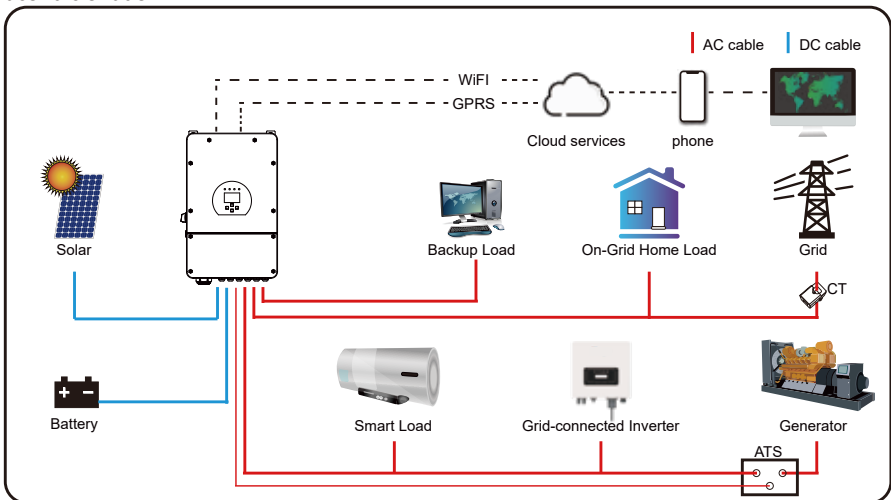 AC cable
DC cable
WiFI
GPRS
Cloud services
phone
Solar
Backup Load
On-Grid Home Load
Grid
CT
Battery
Smart Load
Grid-connected Inverter
Generator
ATS